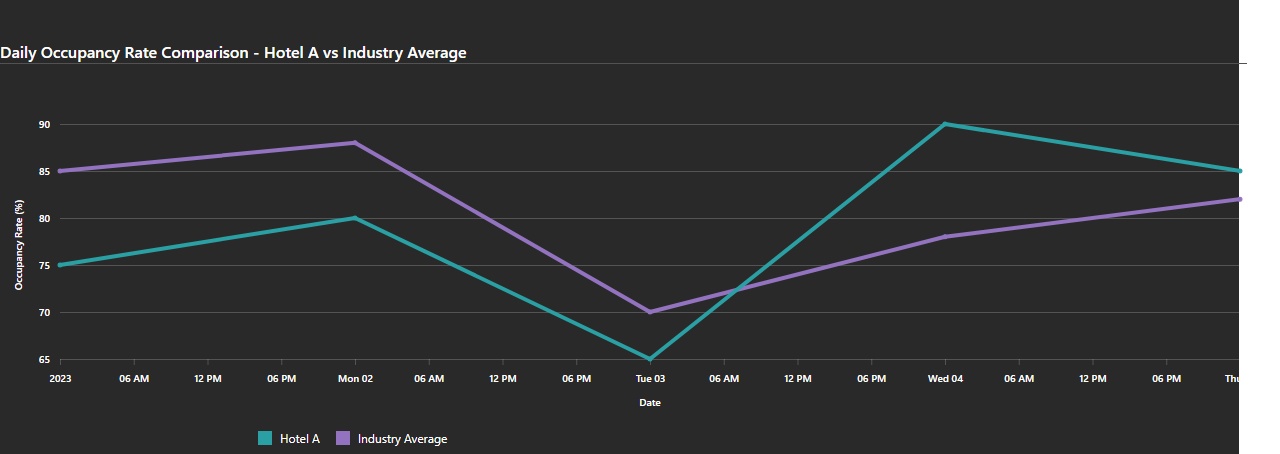 Daily Occupancy Rate Comparison - Hotel A vs Industry Average
90
85
80
75
70
65
Occupancy Rate (%)
2023 06 AM 12 PM 06 PM Mon 02 06 AM 12 PM 06 PM Tue 03 06 AM 12 PM 06 PM Wed 04 06 AM 12 PM 06 PM Thu
Date
Hotel A Industry Average